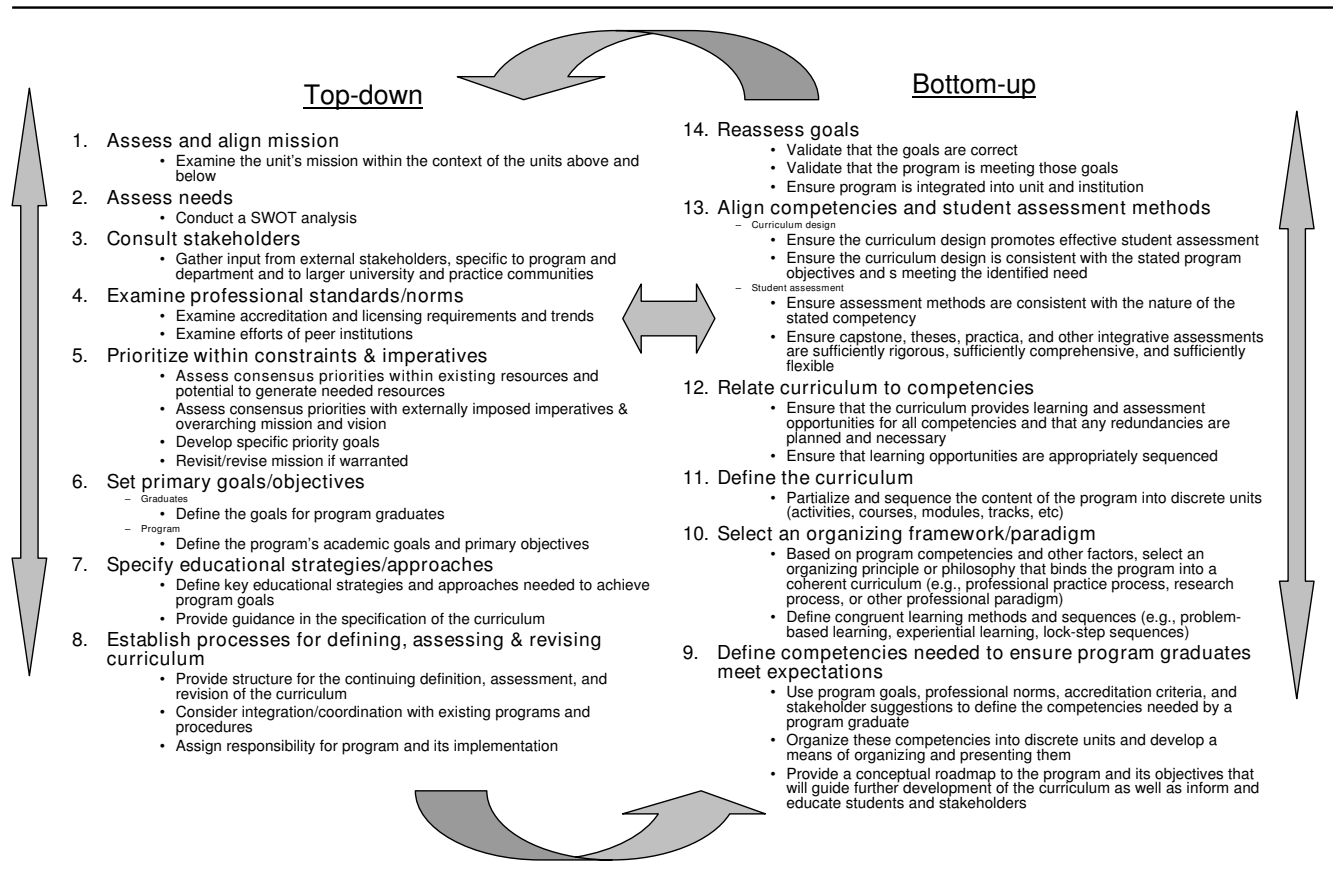 Top-down
1. Assess and align mission
• Examine the unit's mission within the context of the units above and
below
2. Assess needs
• Conduct a SWOT analysis
3. Consult stakeholders
• Gather input from external stakeholders, specific to program and
department and to larger university and practice communities
4. Examine professional standards/norms
• Examine accreditation and licensing requirements and trends
• Examine efforts of peer institutions
5. Prioritize within constraints & imperatives
• Assess consensus priorities within existing resources and
potential to generate needed resources
• Assess consensus priorities with externally imposed imperatives &
overarching mission and vision
• Develop specific priority goals
• Revisit/revise mission if warranted
6. Set primary goals/objectives
– Graduates
• Define the goals for program graduates
– Program
• Define the program's academic goals and primary objectives
7. Specify educational strategies/approaches
• Define key educational strategies and approaches needed to achieve
program goals
• Provide guidance in the specification of the curriculum
8. Establish processes for defining, assessing & revising
curriculum
• Provide structure for the continuing definition, assessment, and
revision of the curriculum
• Consider integration/coordination with existing programs and
procedures
• Assign responsibility for program and its implementation
Bottom-up
14. Reassess goals
• Validate that the goals are correct
• Validate that the program is meeting those goals
• Ensure program is integrated into unit and institution
13. Align competencies and student assessment methods
– Curriculum design
• Ensure the curriculum design promotes effective student assessment
• Ensure the curriculum design is consistent with the stated program
objectives and s meeting the identified need
– Student assessment
• Ensure assessment methods are consistent with the nature of the
stated competency
• Ensure capstone, theses, practica, and other integrative assessments
are sufficiently rigorous, sufficiently comprehensive, and sufficiently
flexible
12. Relate curriculum to competencies
• Ensure that the curriculum provides learning and assessment
opportunities for all competencies and that any redundancies are
planned and necessary
• Ensure that learning opportunities are appropriately sequenced
11. Define the curriculum
• Partialize and sequence the content of the program into discrete units
(activities, courses, modules, tracks, etc)
10. Select an organizing framework/paradigm
• Based on program competencies and other factors, select an
organizing principle or philosophy that binds the program into a
coherent curriculum (e.g., professional practice process, research
process, or other professional paradigm)
• Define congruent learning methods and sequences (e.g., problem-
based learning, experiential learning, lock-step sequences)
9. Define competencies needed to ensure program graduates
meet expectations
• Use program goals, professional norms, accreditation criteria, and
stakeholder suggestions to define the competencies needed by a
program graduate
• Organize these competencies into discrete units and develop a
means of organizing and presenting them
• Provide a conceptual roadmap to the program and its objectives that
will guide further development of the curriculum as well as inform and
educate students and stakeholders